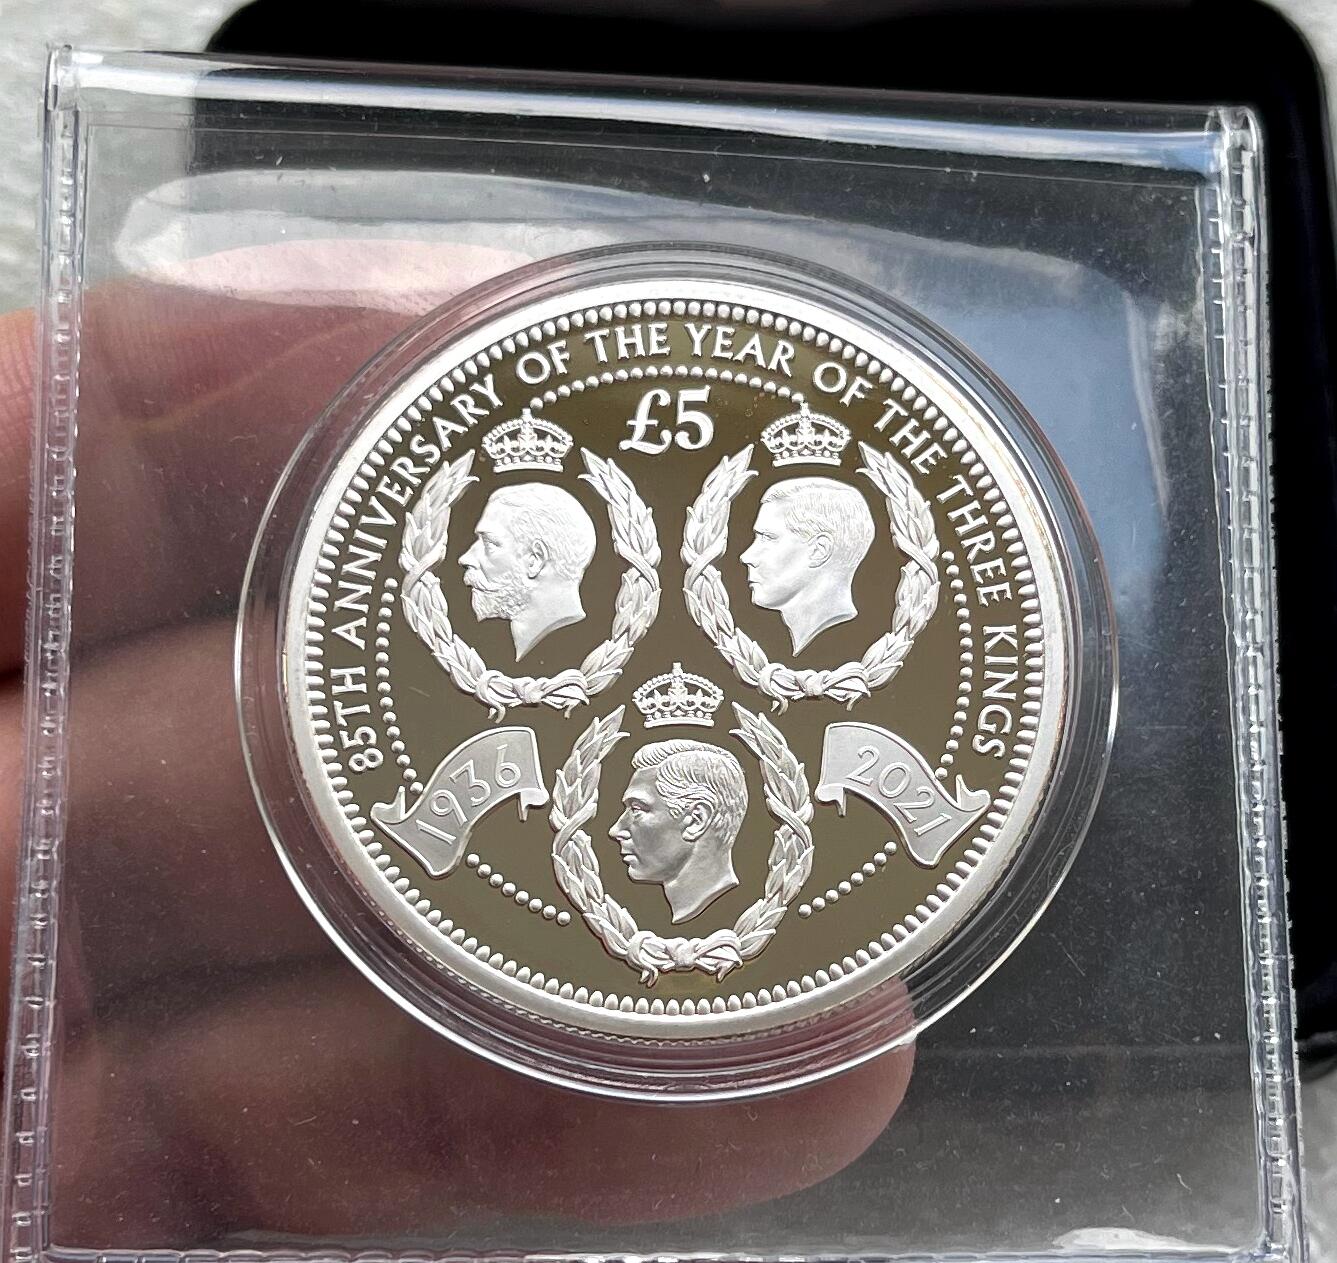 85TH ANNIVERSARY OF THE YEAR OF THE THREE KINGS
£5
1936
2021